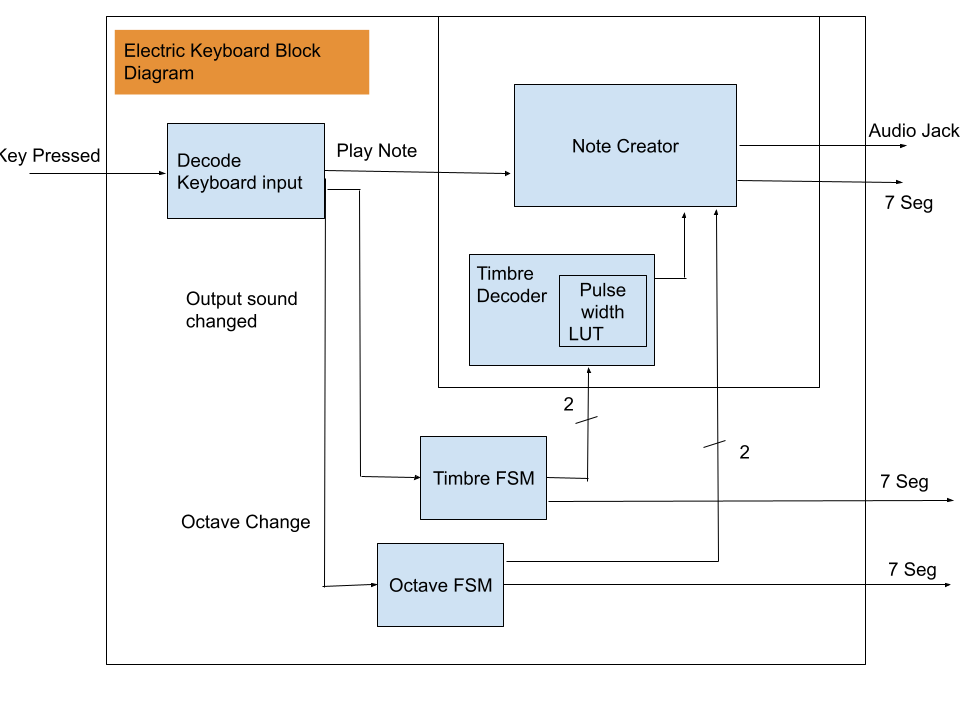 Electric Keyboard Block
Diagram
Key Pressed
Decode
Keyboard input
Play Note
Note Creator
Audio Jack
7 Seg
Timbre
Decoder
Pulse
width
LUT
Output sound
changed
2
2
Timbre FSM
7 Seg
Octave Change
Octave FSM
7 Seg